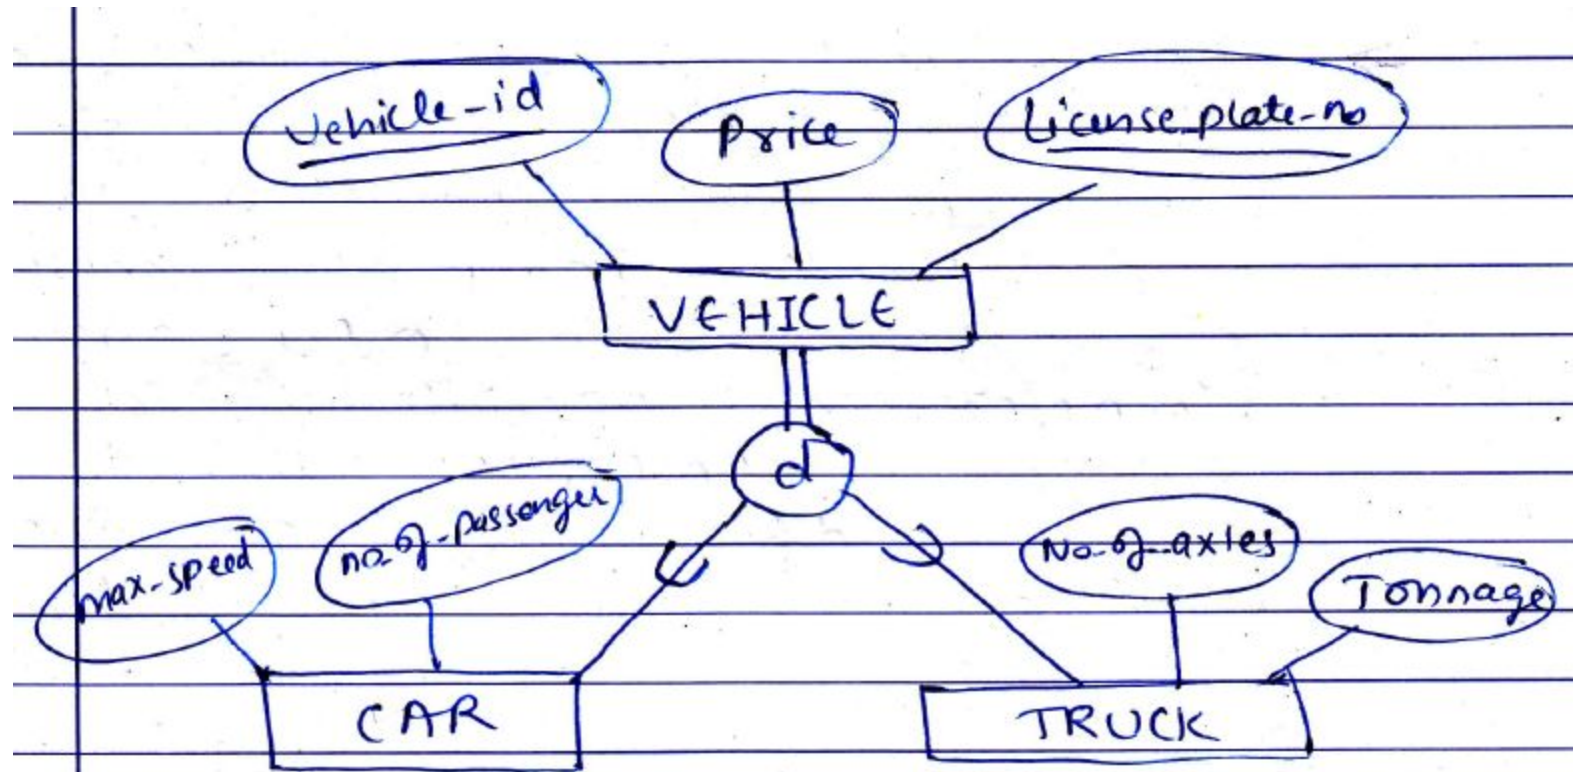 Vehicle-id
Price
License-plate-no
VEHICLE
d
max-speed
no-of-passenger
No-of-axles
Tonnage
CAR
TRUCK